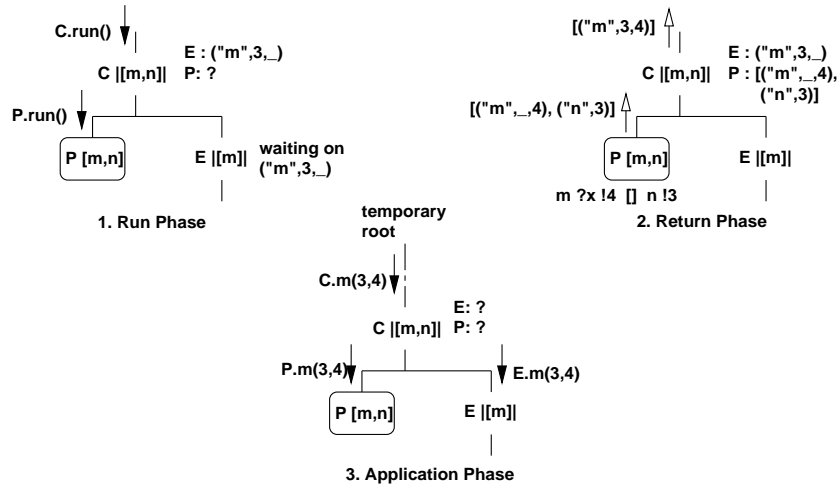 C.run()
E : ("m",3,_)
C |[m,n]|
P: ?
P.run()
P [m,n]
E |[m]|
waiting on
("m",3,_)
1. Run Phase
[("m",3,4)]
E : ("m",3,_)
C |[m,n]|
P : [("m",_,4),
("n",3)]
[("m",_,4), ("n",3)]
P [m,n]
E |[m]|
m ?x !4 [] n !3
2. Return Phase
temporary
root
C.m(3,4)
E: ?
C |[m,n]|
P: ?
P.m(3,4)
E.m(3,4)
P [m,n]
E |[m]|
3. Application Phase